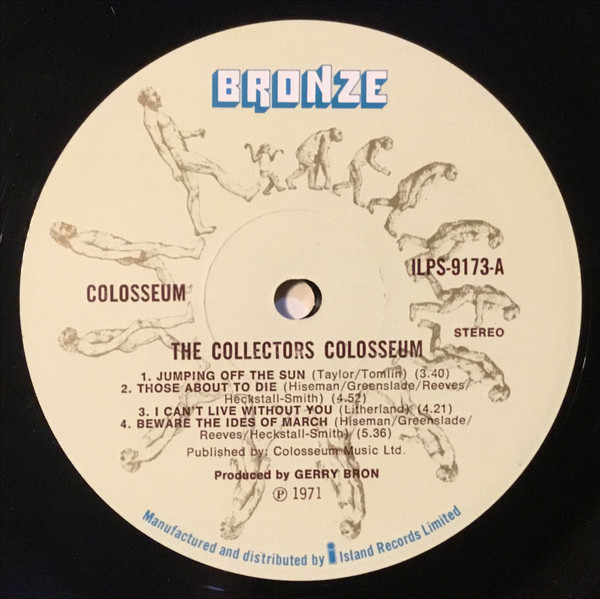 BRONZE
COLOSSEUM
ILPS-9173-A
STEREO
THE COLLECTORS COLOSSEUM
1. JUMPING OFF THE SUN (Taylor/Tomlin) (3.40)
2. THOSE ABOUT TO DIE (Hiseman/Greenslade/Reeves/
Heckstall-Smith) (4.52)
3. I CAN'T LIVE WITHOUT YOU (Litherland) (4.21)
4. BEWARE THE IDES OF MARCH (Hiseman/Greenslade/
Reeves/Heckstall-Smith) (5.36)
Published by: Colosseum Music Ltd.
Produced by GERRY BRON
Ⓟ 1971
Manufactured and distributed by i Island Records Limited